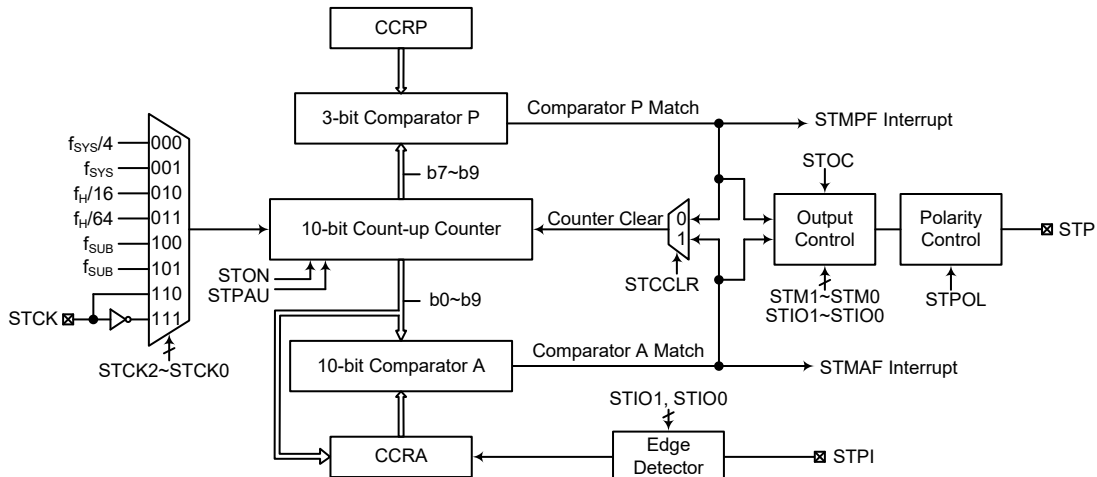 CCRP
3-bit Comparator P
Comparator P Match
STMPF Interrupt
b7~b9
fSYS/4
000
fSYS
001
fH/16
010
fH/64
011
fSUB
100
fSUB
101
110
111
STCK
STCK2~STCK0
10-bit Count-up Counter
STON
STPAU
Counter Clear
0
1
STCCLR
STOC
Output
Control
STM1~STM0
STIO1~STIO0
Polarity
Control
STPOL
STP
b0~b9
10-bit Comparator A
Comparator A Match
STMAF Interrupt
STIO1, STIO0
CCRA
Edge
Detector
STPI